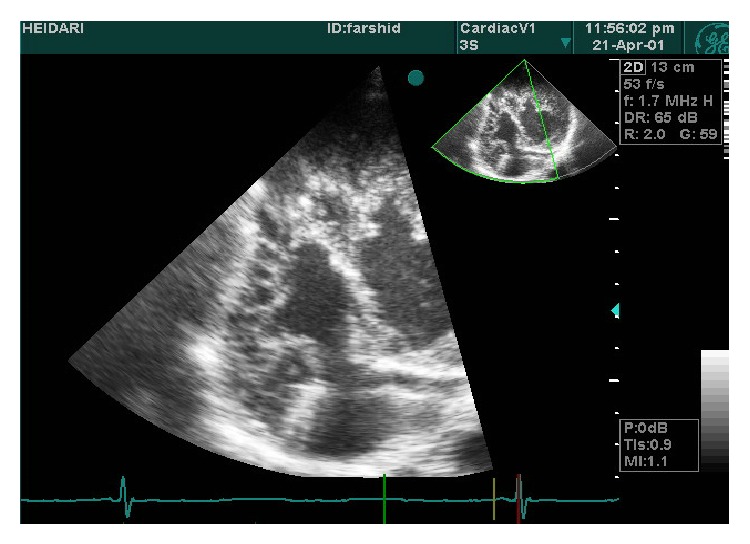 HEIDARI ID:farshid CardiacV1 11:56:02 pm
3S 21-Apr-01
2D 13 cm
53 f/s
f: 1.7 MHz H
DR: 65 dB
R: 2.0 G: 59
P:0dB
TIs:0.9
MI:1.1